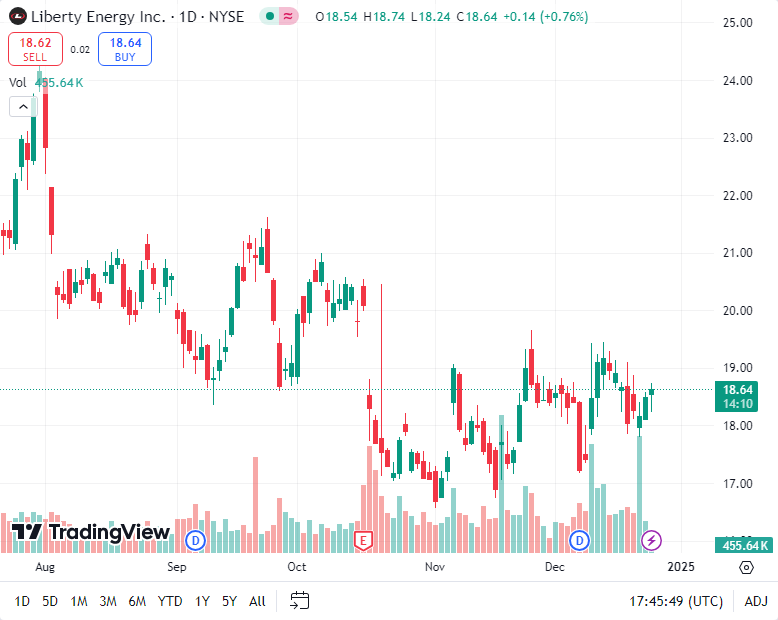 Liberty Energy Inc. · 1D · NYSE O18.54 H18.74 L18.24 C18.64 +0.14 (+0.76%)
18.62 SELL 0.02 18.64 BUY
Vol 455.64K
25.00
24.00
23.00
22.00
21.00
20.00
19.00
18.64
14:10
18.00
17.00
455.64K
TradingView
D E D
Aug Sep Oct Nov Dec 2025
1D 5D 1M 3M 6M YTD 1Y 5Y All 17:45:49 (UTC) ADJ